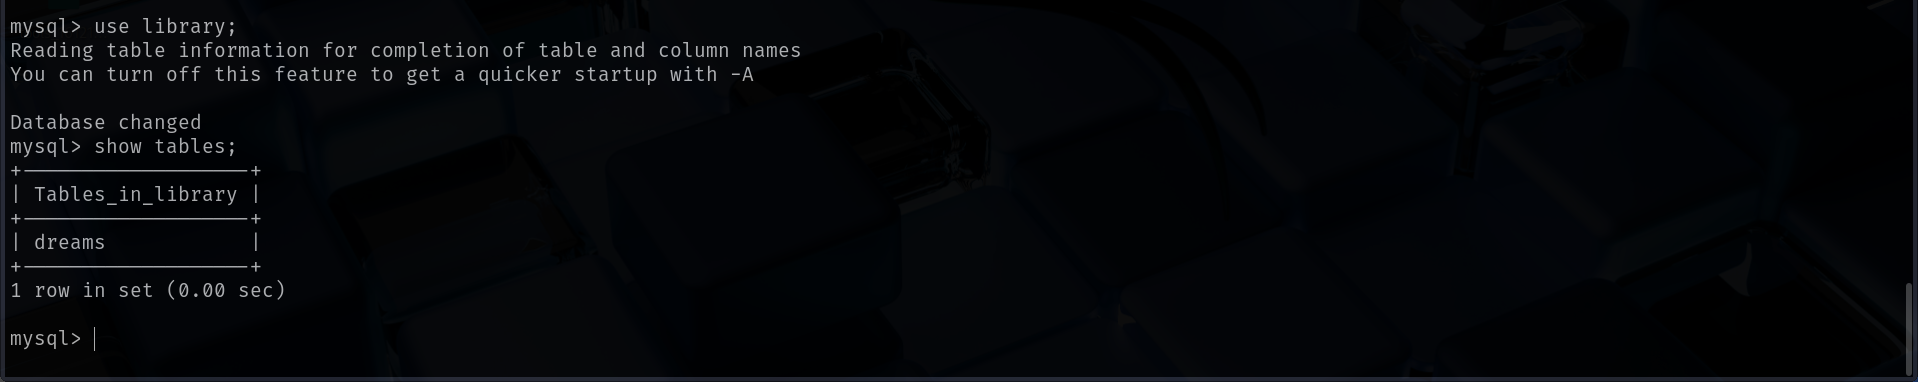 mysql> use library;
Reading table information for completion of table and column names
You can turn off this feature to get a quicker startup with -A
Database changed
mysql> show tables;
+-------------------+
| Tables_in_library |
+-------------------+
| dreams            |
+-------------------+
1 row in set (0.00 sec)
mysql>